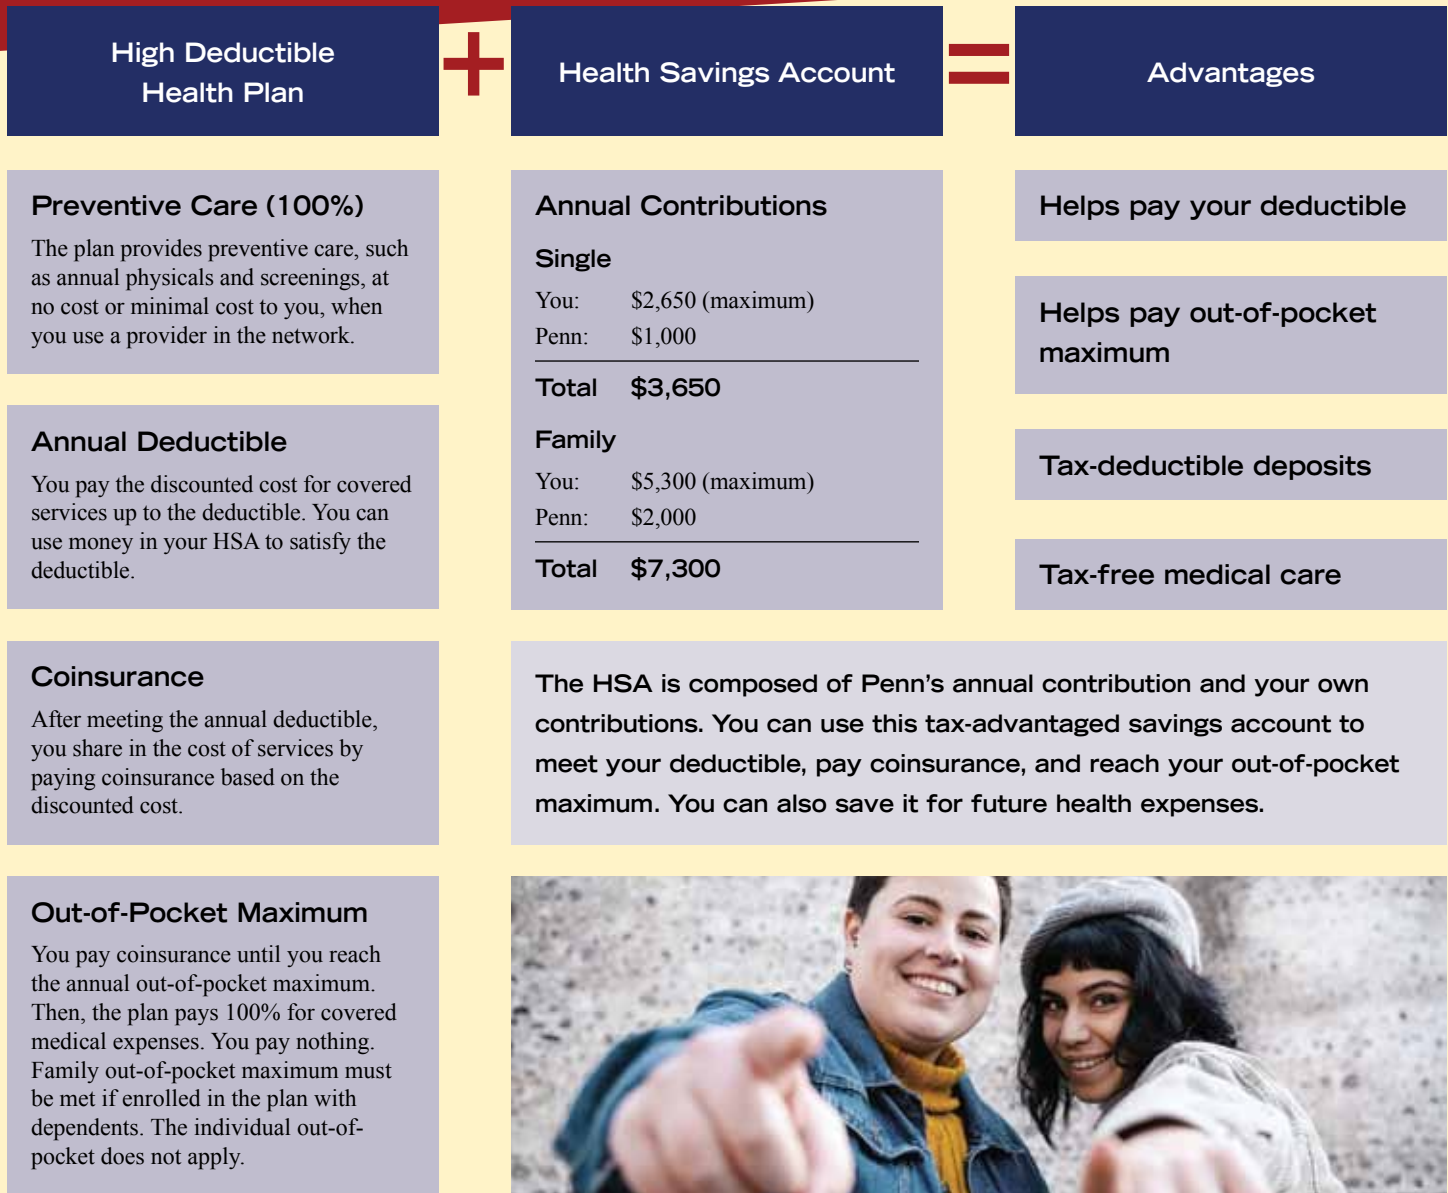 High Deductible
Health Plan
+
Health Savings Account
=
Advantages
Preventive Care (100%)
The plan provides preventive care, such
as annual physicals and screenings, at
no cost or minimal cost to you, when
you use a provider in the network.
Annual Deductible
You pay the discounted cost for covered
services up to the deductible. You can
use money in your HSA to satisfy the
deductible.
Coinsurance
After meeting the annual deductible,
you share in the cost of services by
paying coinsurance based on the
discounted cost.
Out-of-Pocket Maximum
You pay coinsurance until you reach
the annual out-of-pocket maximum.
Then, the plan pays 100% for covered
medical expenses. You pay nothing.
Family out-of-pocket maximum must
be met if enrolled in the plan with
dependents. The individual out-of-
pocket does not apply.
Annual Contributions
Single
You: $2,650 (maximum)
Penn: $1,000
Total $3,650
Family
You: $5,300 (maximum)
Penn: $2,000
Total $7,300
Helps pay your deductible
Helps pay out-of-pocket
maximum
Tax-deductible deposits
Tax-free medical care
The HSA is composed of Penn’s annual contribution and your own
contributions. You can use this tax-advantaged savings account to
meet your deductible, pay coinsurance, and reach your out-of-pocket
maximum. You can also save it for future health expenses.